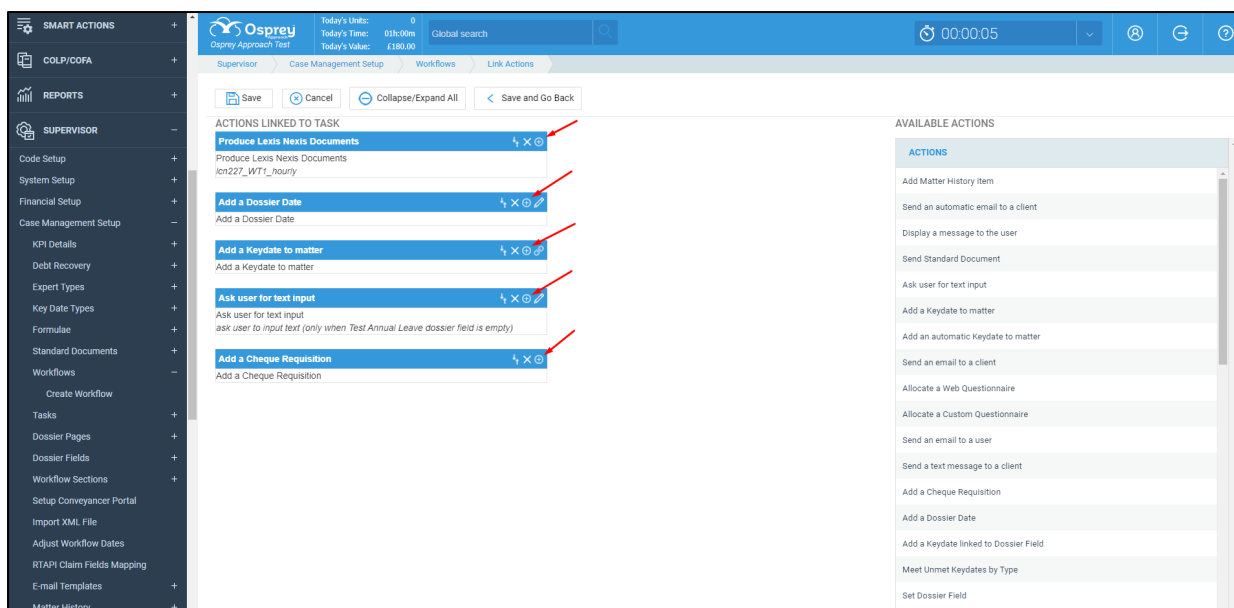 SMART ACTIONS
COLP/COFA
REPORTS
SUPERVISOR
Code Setup
System Setup
Financial Setup
Case Management Setup
KPI Details
Debt Recovery
Expert Types
Key Date Types
Formulae
Standard Documents
Workflows
Create Workflow
Tasks
Dossier Pages
Dossier Fields
Workflow Sections
Setup Conveyancer Portal
Import XML File
Adjust Workflow Dates
RTAPI Claim Fields Mapping
E-mail Templates
Matter History
Osprey
Approach
Osprey Approach Test
Today's Units: 0
Today's Time: 01h:00m
Today's Value: £180.00
Global search
00:00:05
Supervisor Case Management Setup Workflows Link Actions
Save Cancel Collapse/Expand All Save and Go Back
ACTIONS LINKED TO TASK
Produce Lexis Nexis Documents
Produce Lexis Nexis Documents
lcn227_WT1_hourly
Add a Dossier Date
Add a Dossier Date
Add a Keydate to matter
Add a Keydate to matter
Ask user for text input
Ask user for text input
ask user to input text (only when Test Annual Leave dossier field is empty)
Add a Cheque Requisition
Add a Cheque Requisition
AVAILABLE ACTIONS
ACTIONS
Add Matter History item
Send an automatic email to a client
Display a message to the user
Send Standard Document
Ask user for text input
Add a Keydate to matter
Add an automatic Keydate to matter
Send an email to a client
Allocate a Web Questionnaire
Allocate a Custom Questionnaire
Send an email to a user
Send a text message to a client
Add a Cheque Requisition
Add a Dossier Date
Add a Keydate linked to Dossier Field
Meet Unmet Keydates by Type
Set Dossier Field